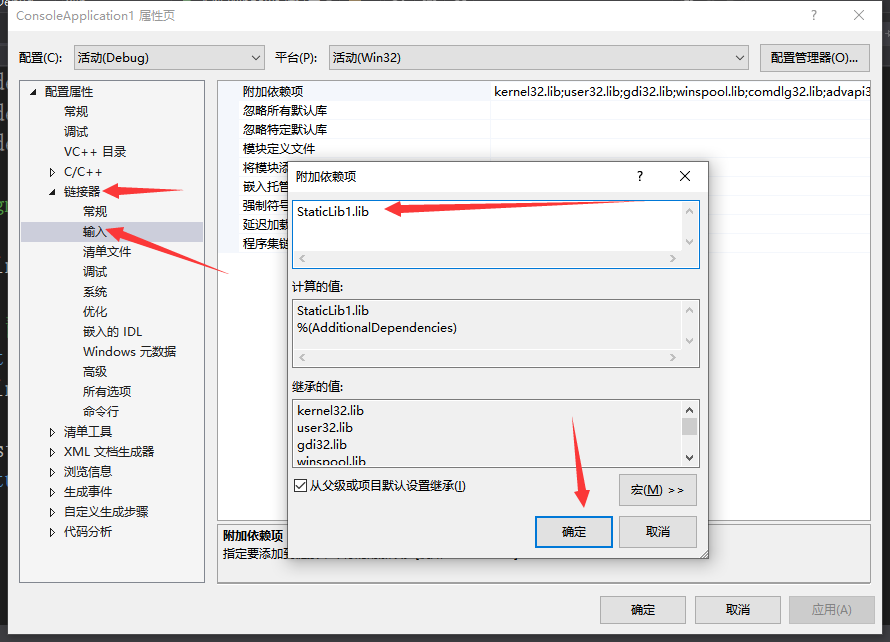 ConsoleApplication1 属性页
配置(C):
活动(Debug)
平台(P):
活动(Win32)
配置管理器(O)...
配置属性
常规
调试
VC++ 目录
C/C++
链接器
常规
输入
清单文件
调试
系统
优化
嵌入的 IDL
Windows 元数据
高级
所有选项
命令行
清单工具
XML 文档生成器
浏览信息
生成事件
自定义生成步骤
代码分析
附加依赖项
kernel32.lib;user32.lib;gdi32.lib;winspool.lib;comdlg32.lib;advapi3
忽略所有默认库
忽略特定默认库
模块定义文件
将模块添
嵌入托管
强制符号
延迟加载
程序集链
附加依赖项
StaticLib1.lib
计算的值:
StaticLib1.lib
%(AdditionalDependencies)
继承的值:
kernel32.lib
user32.lib
gdi32.lib
winspool.lib
从父级或项目默认设置继承(I)
宏(M) >>
确定
取消
附加依赖项
指定要添加到
确定
取消
应用(A)